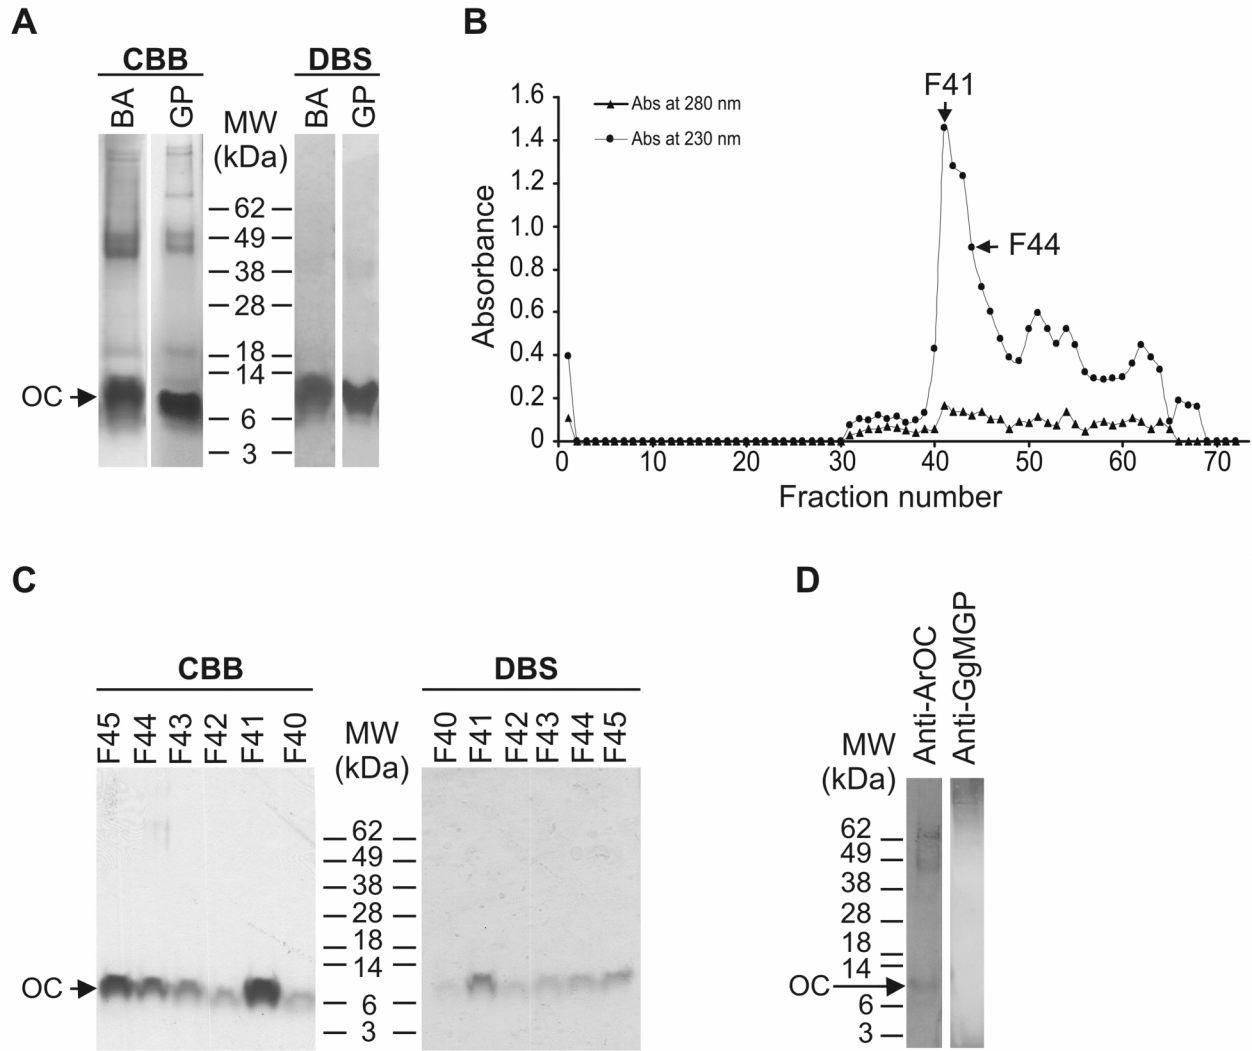 A
CBB
DBS
BA
GP
MW
(kDa)
BA
GP
62
49
38
28
18
14
6
3
OC
B
Abs at 280 nm
Abs at 230 nm
F41
F44
1.6
1.4
1.2
1.0
0.8
0.6
0.4
0.2
0
Absorbance
0 10 20 30 40 50 60 70
Fraction number
C
CBB
DBS
F45 F44 F43 F42 F41 F40
MW
(kDa)
F40 F41 F42 F43 F44 F45
62
49
38
28
18
14
6
3
OC
D
Anti-ArOC
Anti-GgMGP
MW
(kDa)
62
49
38
28
18
14
OC
6
3